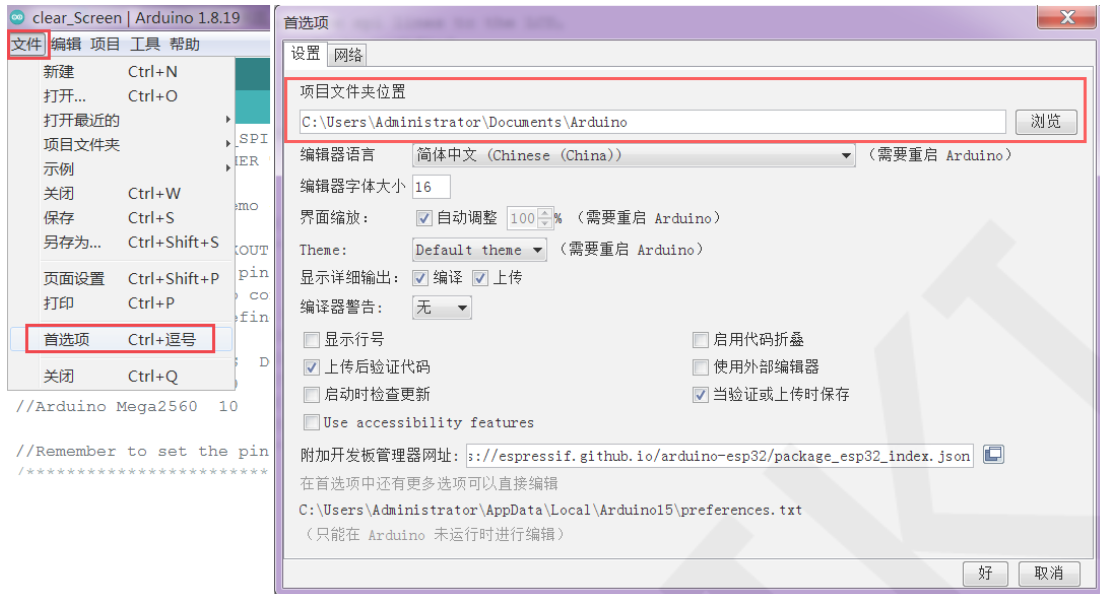 clear_Screen | Arduino 1.8.19
文件 编辑 项目 工具 帮助
新建 Ctrl+N
打开... Ctrl+O
打开最近的
项目文件夹
示例
关闭 Ctrl+W
保存 Ctrl+S
另存为... Ctrl+Shift+S
页面设置 Ctrl+Shift+P
打印 Ctrl+P
首选项 Ctrl+逗号
关闭 Ctrl+Q
_SPI
pin
//Arduino Mega2560 10
//Remember to set the pin
/*************************
首选项
设置 网络
项目文件夹位置
C:\Users\Administrator\Documents\Arduino 浏览
编辑器语言 简体中文 (Chinese (China)) (需要重启 Arduino)
编辑器字体大小 16
界面缩放: 自动调整 100% (需要重启 Arduino)
Theme: Default theme (需要重启 Arduino)
显示详细输出: 编译 上传
编译器警告: 无
显示行号 启用代码折叠
上传后验证代码 使用外部编辑器
启动时检查更新 当验证或上传时保存
Use accessibility features
附加开发板管理器网址: s://espressif.github.io/arduino-esp32/package_esp32_index.json
在首选项中还有更多选项可以直接编辑
C:\Users\Administrator\AppData\Local\Arduino15\preferences.txt
(只能在 Arduino 未运行时进行编辑)
好 取消